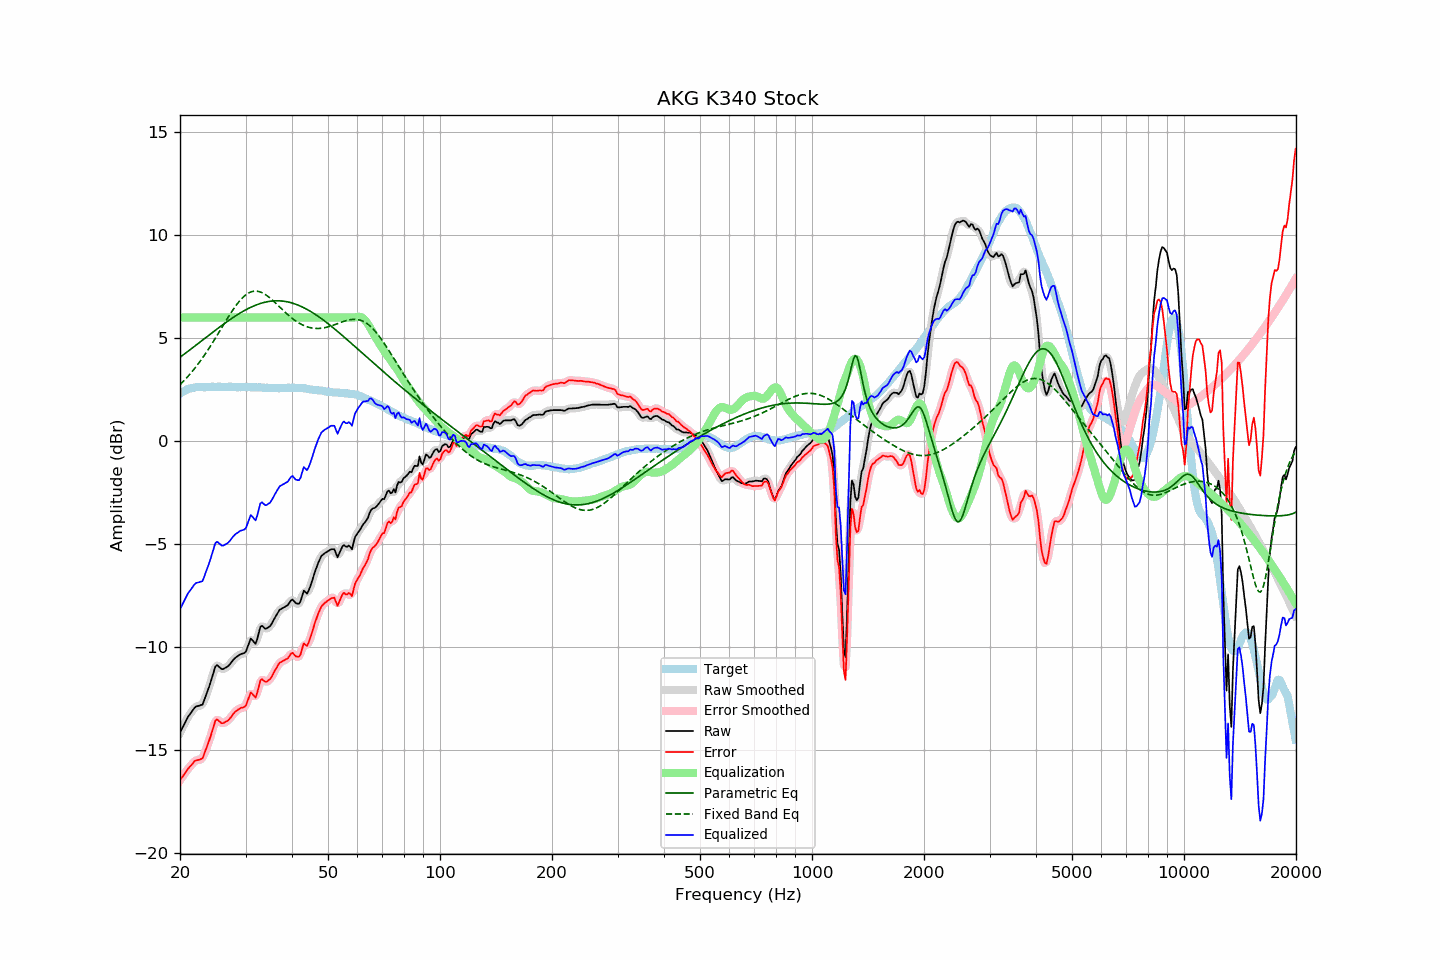 AKG K340 Stock
15
10
5
0
−5
−10
−15
−20
Amplitude (dBr)
Target
Raw Smoothed
Error Smoothed
Raw
Error
Equalization
Parametric Eq
Fixed Band Eq
Equalized
20 50 100 200 500 1000 2000 5000 10000 20000
Frequency (Hz)